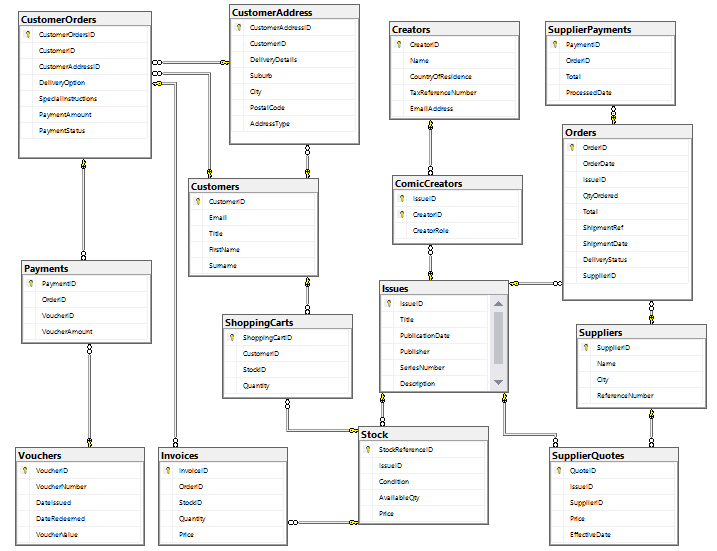 CustomerOrders
CustomerOrdersID
CustomerID
CustomerAddressID
DeliveryOption
SpecialInstructions
PaymentAmount
PaymentStatus
CustomerAddress
CustomerAddressID
CustomerID
DeliveryDetails
Suburb
City
PostalCode
AddressType
Creators
CreatorID
Name
CountryOfResidence
TaxReferenceNumber
EmailAddress
SupplierPayments
PaymentID
OrderID
Total
ProcessedDate
Orders
OrderID
OrderDate
IssueID
QtyOrdered
Total
ShipmentRef
ShipmentDate
DeliveryStatus
SupplierID
Customers
CustomerID
Email
Title
FirstName
Surname
ComicCreators
IssueID
CreatorID
CreatorRole
Payments
PaymentID
OrderID
VoucherID
VoucherAmount
ShoppingCarts
ShoppingCartID
CustomerID
StockID
Quantity
Issues
IssueID
Title
PublicationDate
Publisher
SeriesNumber
Description
Suppliers
SupplierID
Name
City
ReferenceNumber
Vouchers
VoucherID
VoucherNumber
DateIssued
DateRedeemed
VoucherValue
Invoices
InvoiceID
OrderID
StockID
Quantity
Price
Stock
StockReferenceID
IssueID
Condition
AvailableQty
Price
SupplierQuotes
QuoteID
IssueID
SupplierID
Price
EffectiveDate